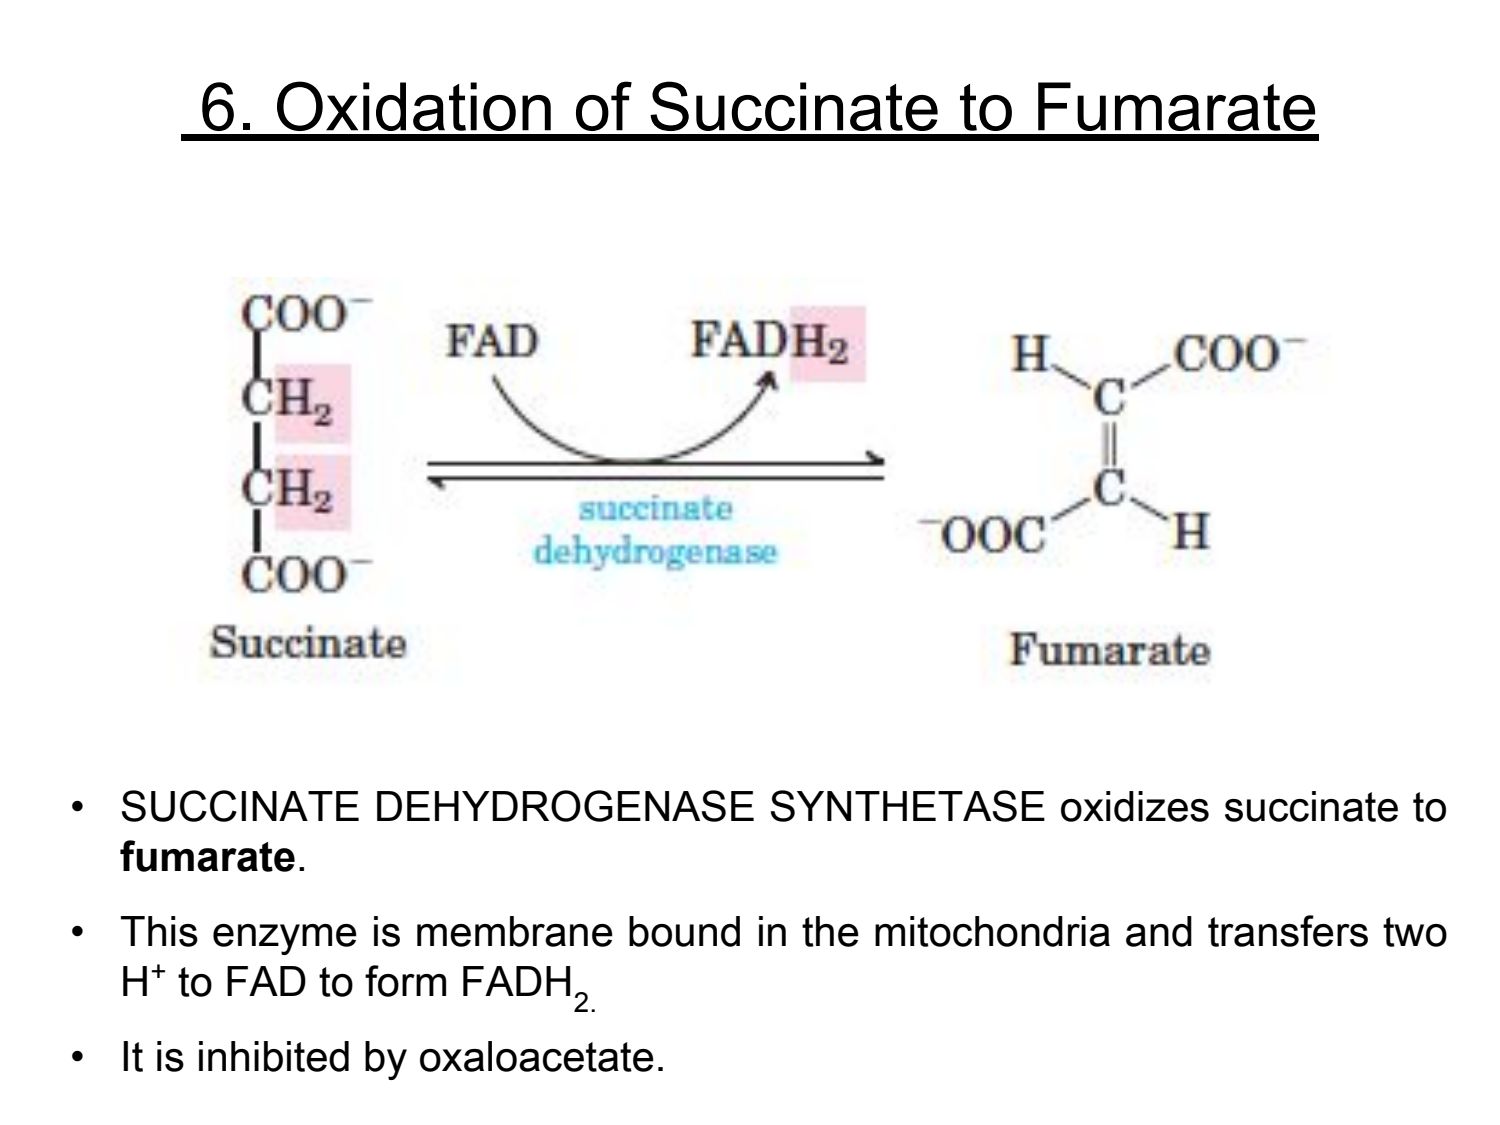 6. Oxidation of Succinate to Fumarate
COO⁻
CH₂
CH₂
COO⁻
Succinate
FAD
FADH₂
succinate
dehydrogenase
H
COO⁻
C
C
⁻OOC
H
Fumarate
• SUCCINATE DEHYDROGENASE SYNTHETASE oxidizes succinate to
fumarate.
• This enzyme is membrane bound in the mitochondria and transfers two
H⁺ to FAD to form FADH₂.
• It is inhibited by oxaloacetate.